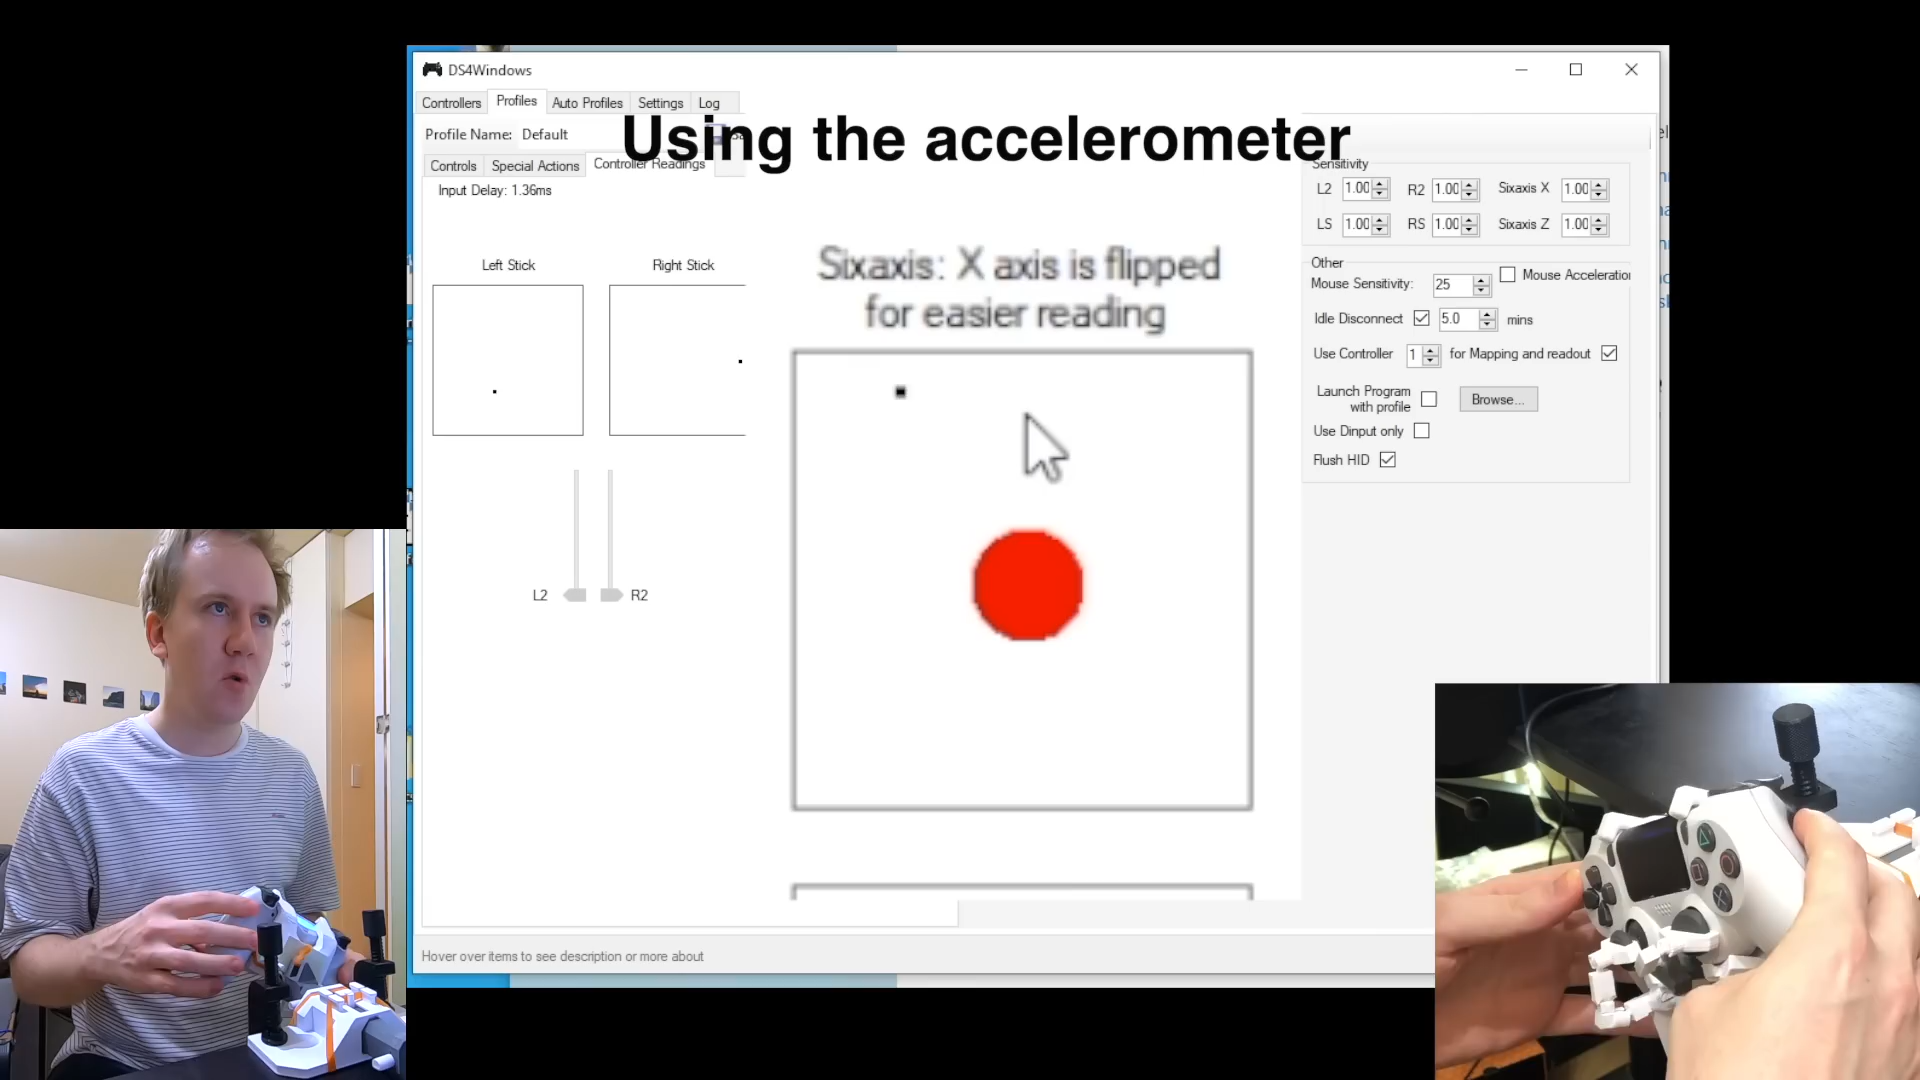 DS4Windows
Controllers Profiles Auto Profiles Settings Log
Profile Name: Default
Using the accelerometer
Controls Special Actions Controller Readings
Input Delay: 1.36ms
Sensitivity
L2 1.00 R2 1.00 Sixaxis X 1.00
LS 1.00 RS 1.00 Sixaxis Z 1.00
Left Stick Right Stick
Sixaxis: X axis is flipped
for easier reading
Other
Mouse Sensitivity: 25 Mouse Acceleratio
Idle Disconnect 5.0 mins
Use Controller 1 for Mapping and readout
Launch Program
with profile Browse...
Use Dinput only
Flush HID
L2 R2
Hover over items to see description or more about